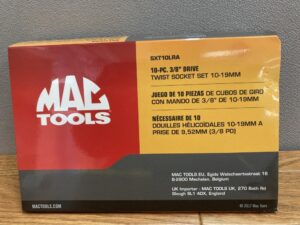 MAC
TOOLS
SXT10LRA
10-PC. 3/8" DRIVE
TWIST SOCKET SET 10-19MM
JUEGO DE 10 PIEZAS DE CUBOS DE GIRO
CON MANDO DE 3/8" DE 10-19MM
NÉCESSAIRE DE 10
DOUILLES HÉLICOÏDALES 10-19MM A
PRISE DE 9,52MM (3/8 PO)
MAC TOOLS EU, Egide Walschaertsstraat 16
B-2800 Mechelen, Belgium
UK Importer - MAC TOOLS UK, 270 Bath Rd
Slough SL1 4DX, England
MACTOOLS.COM
© 2017 Mac Tools